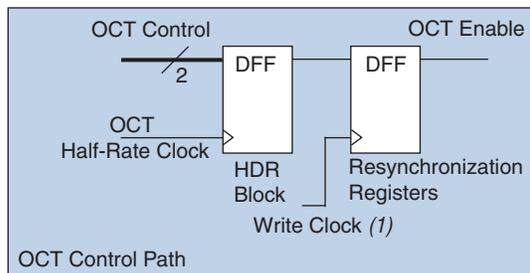 OCT Control
OCT Enable
2
DFF
DFF
OCT
Half-Rate Clock
HDR
Block
Resynchronization
Registers
Write Clock (1)
OCT Control Path